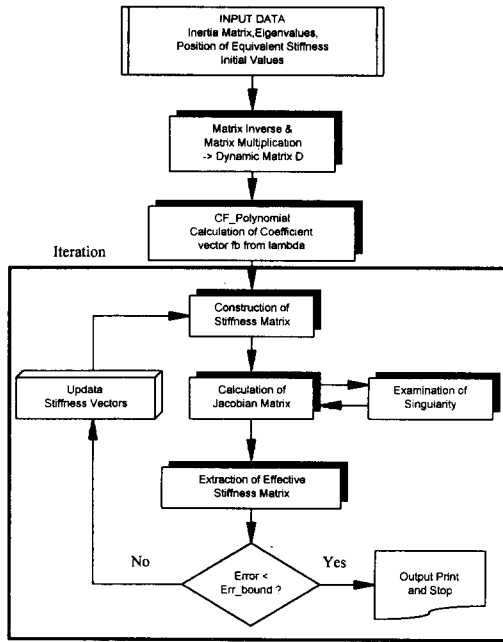 INPUT DATA
Inertia Matrix,Eigenvalues,
Position of Equivalent Stiffness
Initial Values
Matrix Inverse &
Matrix Multiplication
-> Dynamic Matrix D
CF_Polynomial
Calculation of Coefficient
vector fb from lambda
Iteration
Construction of
Stiffness Matrix
Updata
Stiffness Vectors
Calculation of
Jacobian Matrix
Examination of
Singularity
Extraction of Effective
Stiffness Matrix
No
Error <
Err_bound ?
Yes
Output Print
and Stop